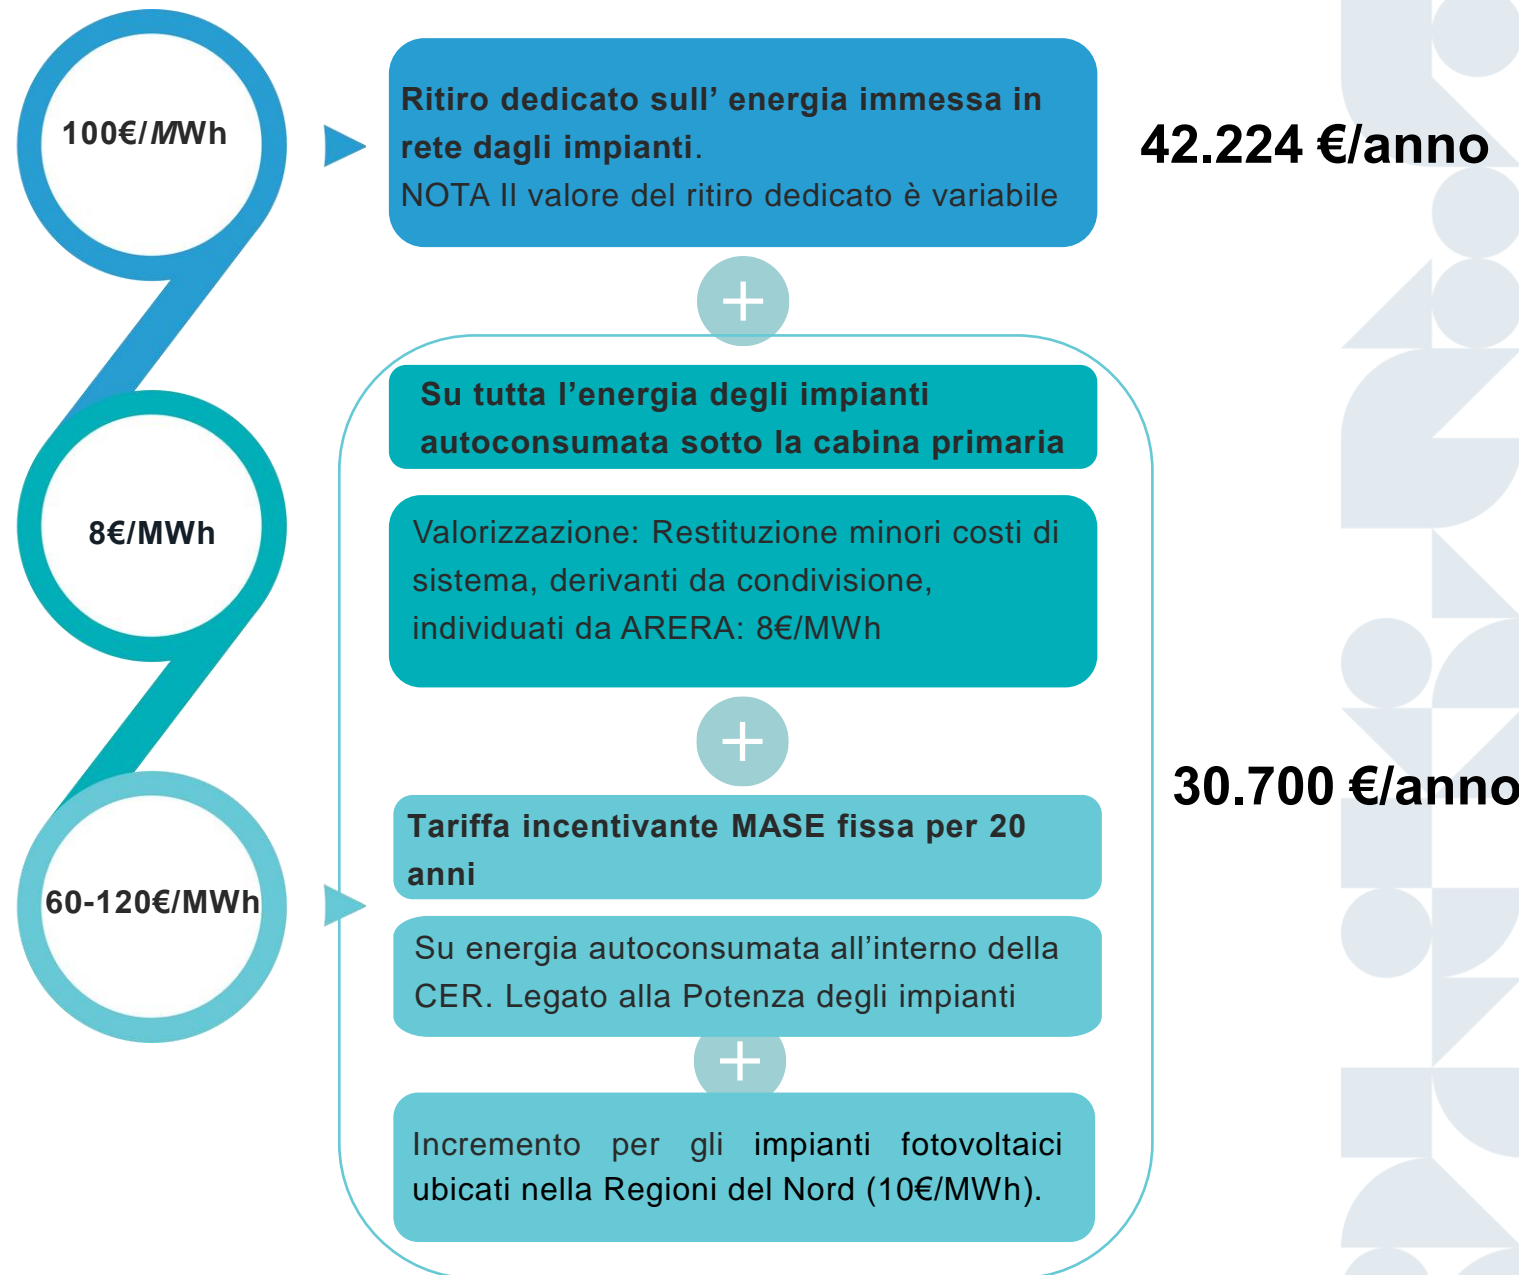 100€/MWh
Ritiro dedicato sull’ energia immessa in
rete dagli impianti.
NOTA Il valore del ritiro dedicato è variabile
42.224 €/anno
Su tutta l’energia degli impianti
autoconsumata sotto la cabina primaria
8€/MWh
Valorizzazione: Restituzione minori costi di
sistema, derivanti da condivisione,
individuati da ARERA: 8€/MWh
30.700 €/anno
Tariffa incentivante MASE fissa per 20
anni
60-120€/MWh
Su energia autoconsumata all’interno della
CER. Legato alla Potenza degli impianti
Incremento per gli impianti fotovoltaici
ubicati nella Regioni del Nord (10€/MWh).